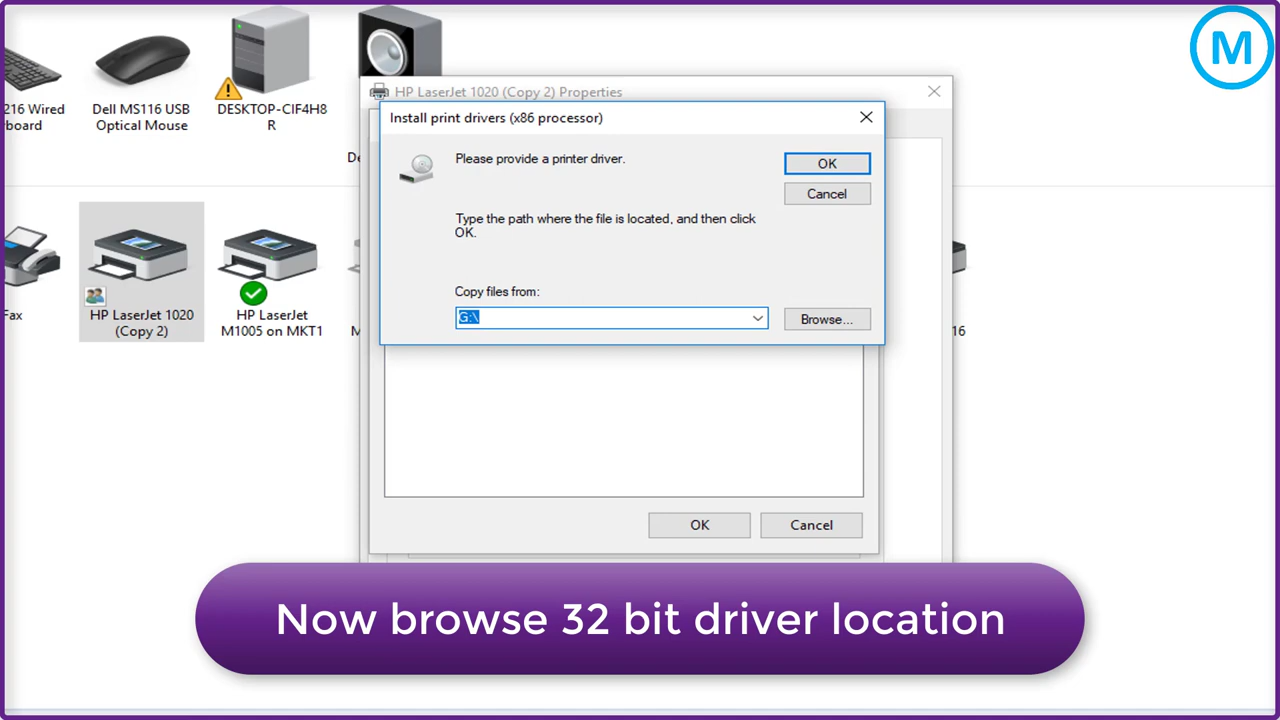 M
216 Wired
board
Dell MS116 USB
Optical Mouse
DESKTOP-CIF4H8
R
De
HP LaserJet 1020 (Copy 2) Properties
Install print drivers (x86 processor)
Please provide a printer driver.
OK
Cancel
Type the path where the file is located, and then click
OK.
Copy files from:
G:\
Browse...
Fax
HP LaserJet 1020
(Copy 2)
HP LaserJet
M1005 on MKT1
M
16
OK
Cancel
Now browse 32 bit driver location